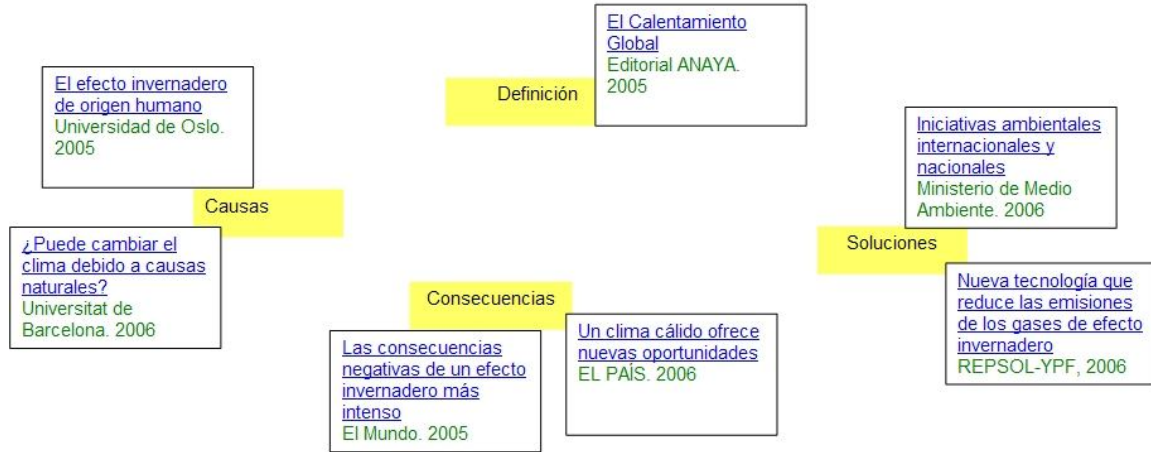 El Calentamiento
Global
Editorial ANAYA.
2005
Definición
El efecto invernadero
de origen humano
Universidad de Oslo.
2005
Causas
¿Puede cambiar el
clima debido a causas
naturales?
Universitat de
Barcelona. 2006
Consecuencias
Las consecuencias
negativas de un efecto
invernadero más
intenso
El Mundo. 2005
Un clima cálido ofrece
nuevas oportunidades
EL PAÍS. 2006
Iniciativas ambientales
internacionales y
nacionales
Ministerio de Medio
Ambiente. 2006
Soluciones
Nueva tecnología que
reduce las emisiones
de los gases de efecto
invernadero
REPSOL-YPF, 2006